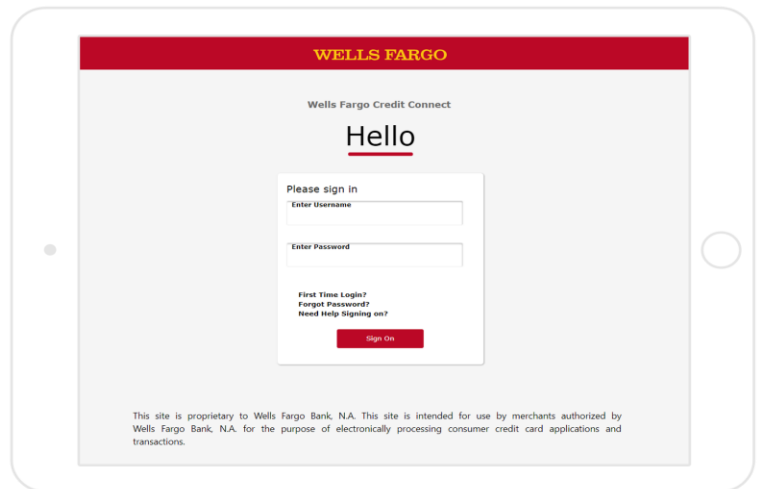 WELLS FARGO
Wells Fargo Credit Connect
Hello
Please sign in
Enter Username
Enter Password
First Time Login?
Forgot Password?
Need Help Signing on?
Sign On
This site is proprietary to Wells Fargo Bank, N.A. This site is intended for use by merchants authorized by
Wells Fargo Bank, N.A. for the purpose of electronically processing consumer credit card applications and
transactions.